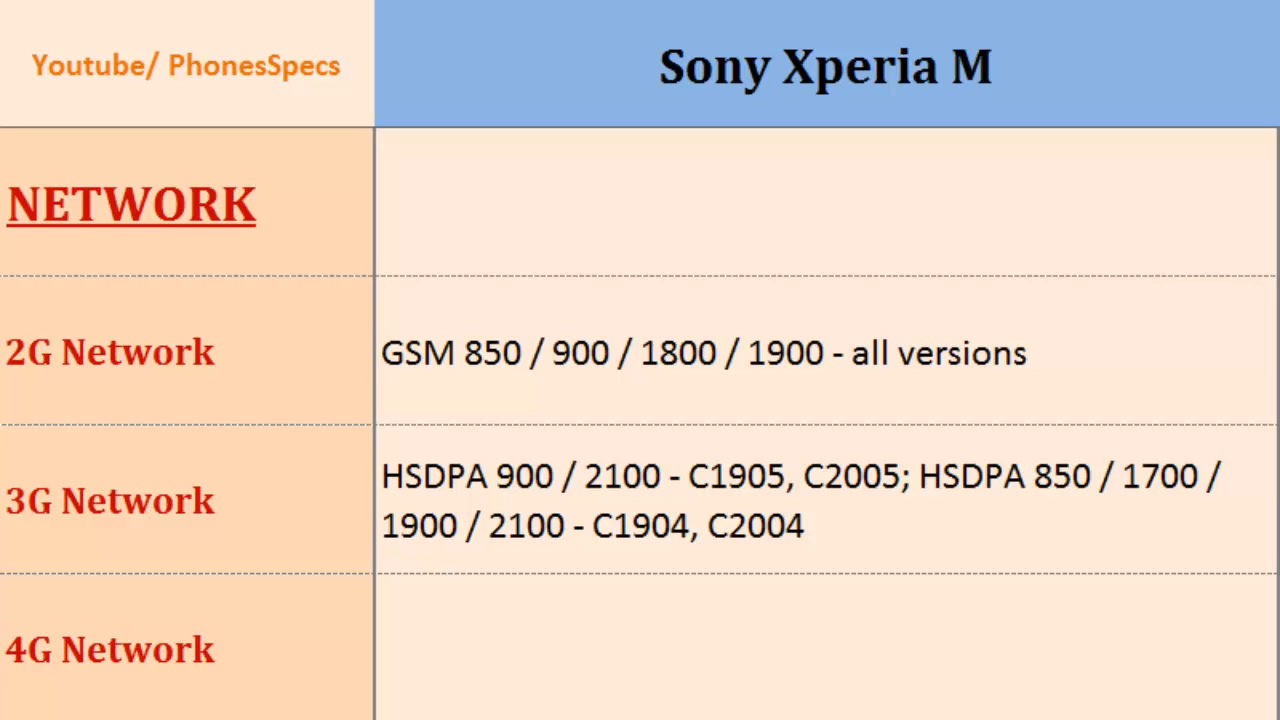 Youtube/ PhonesSpecs
Sony Xperia M
NETWORK
2G Network
GSM 850 / 900 / 1800 / 1900 - all versions
3G Network
HSDPA 900 / 2100 - C1905, C2005; HSDPA 850 / 1700 /
1900 / 2100 - C1904, C2004
4G Network